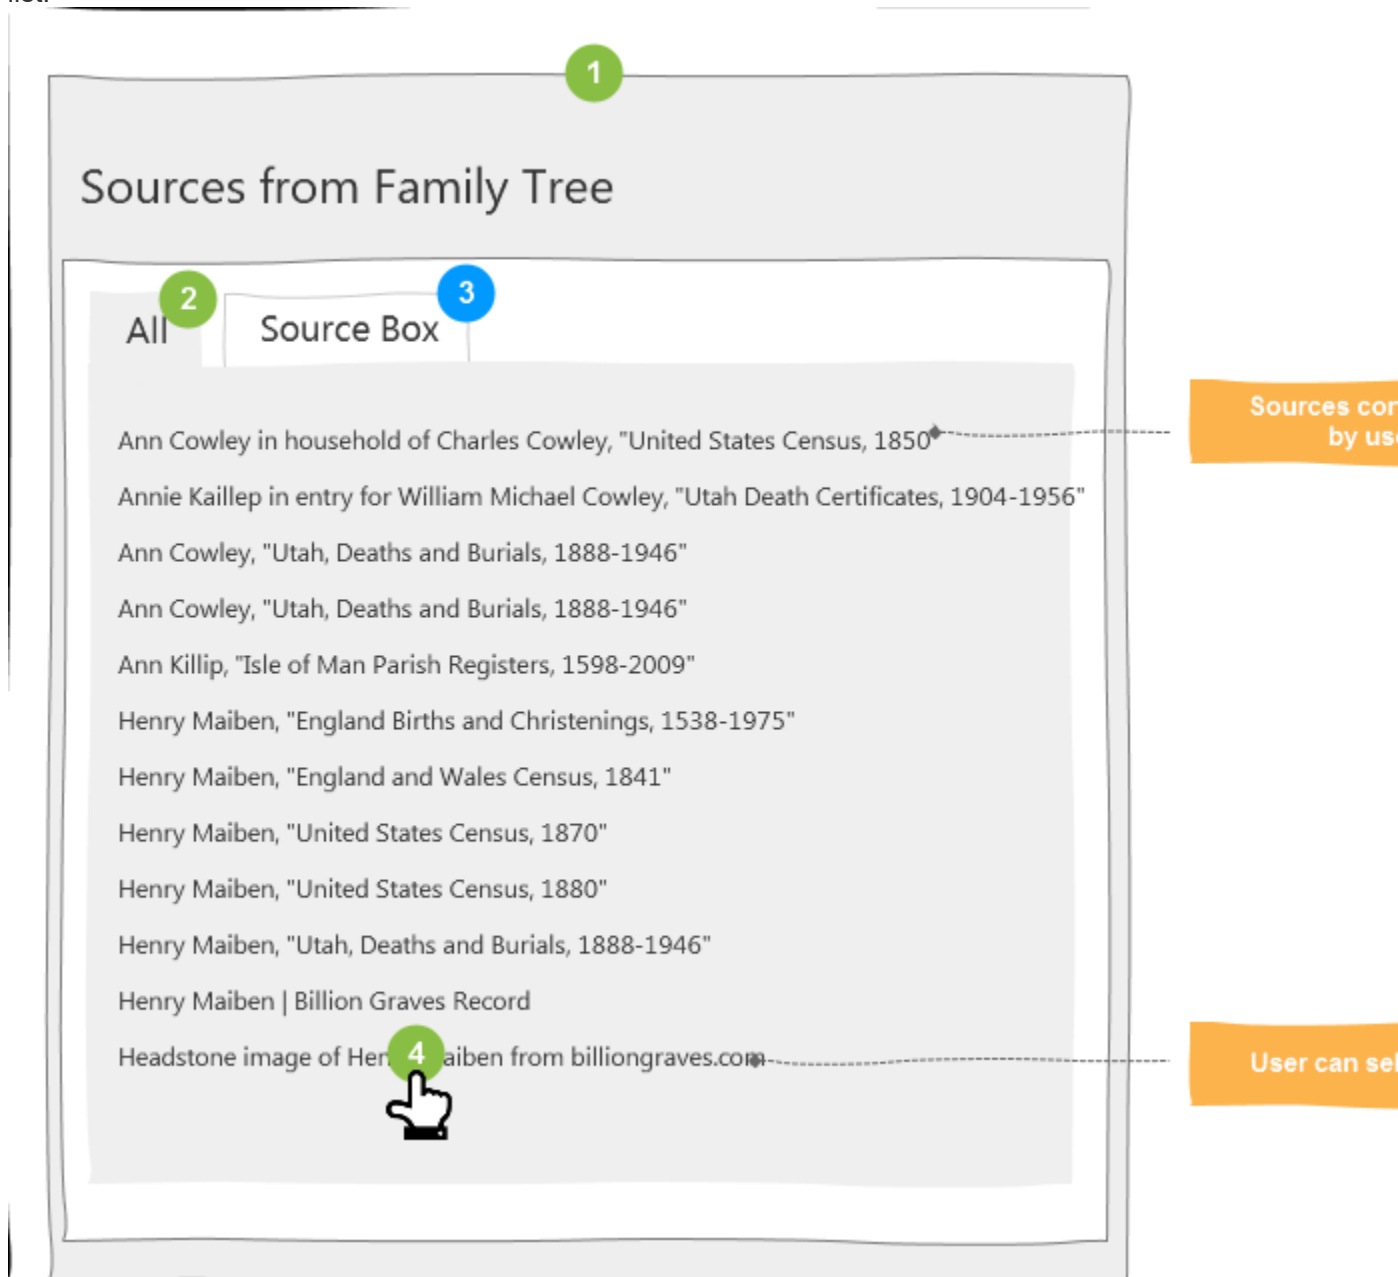 1
Sources from Family Tree
2
3
All
Source Box
Sources
by
Ann Cowley in household of Charles Cowley, "United States Census, 1850"
Annie Kaillep in entry for William Michael Cowley, "Utah Death Certificates, 1904-1956"
Ann Cowley, "Utah, Deaths and Burials, 1888-1946"
Ann Cowley, "Utah, Deaths and Burials, 1888-1946"
Ann Killip, "Isle of Man Parish Registers, 1598-2009"
Henry Maiben, "England Births and Christenings, 1538-1975"
Henry Maiben, "England and Wales Census, 1841"
Henry Maiben, "United States Census, 1870"
Henry Maiben, "United States Census, 1880"
Henry Maiben, "Utah, Deaths and Burials, 1888-1946"
Henry Maiben | Billion Graves Record
Headstone image of from billiongraves.com
4
User can